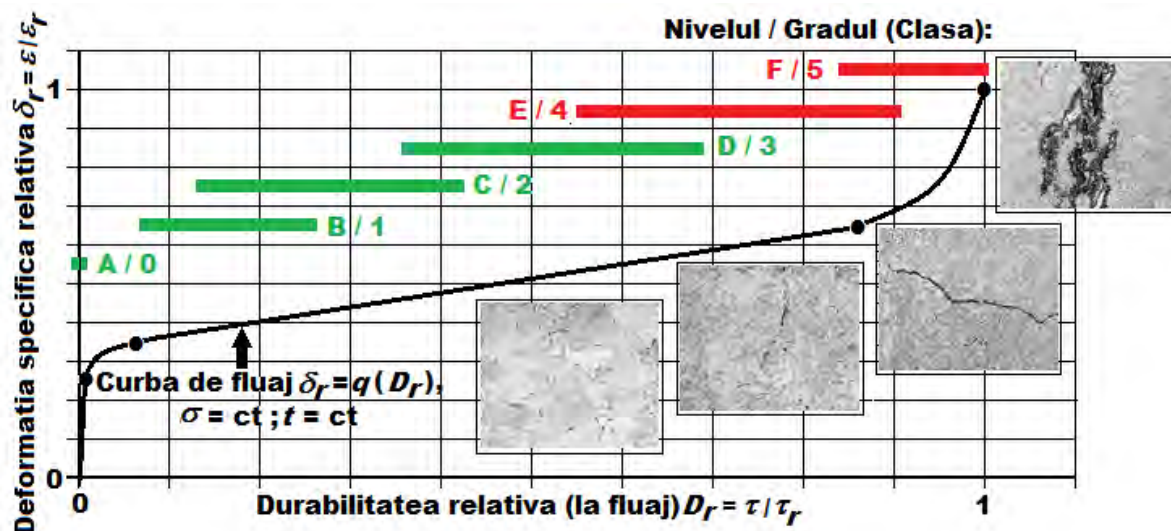 Nivelul / Gradul (Clasa):
Deformatia specifica relativa δr = ε/εr
1
F / 5
E / 4
D / 3
C / 2
B / 1
A / 0
Curba de fluaj δr = q(Dr),
σ = ct ; t = ct
0
0
Durabilitatea relativa (la fluaj) Dr = τ/τr
1